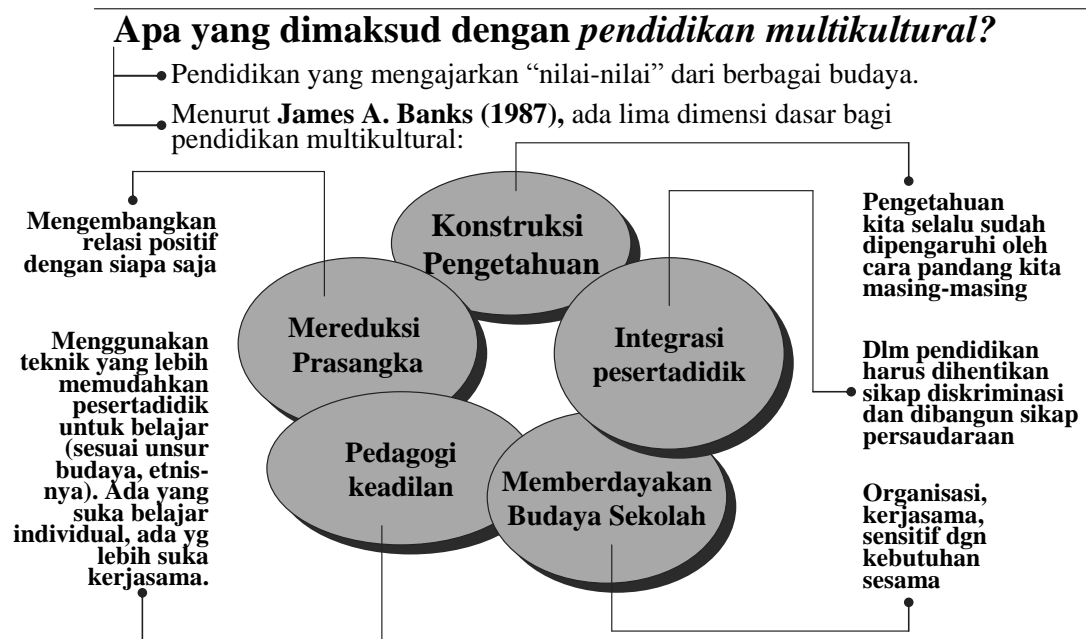 Apa yang dimaksud dengan pendidikan multikultural?
Pendidikan yang mengajarkan “nilai-nilai” dari berbagai budaya.
Menurut James A. Banks (1987), ada lima dimensi dasar bagi
pendidikan multikultural:
Mengembangkan
relasi positif
dengan siapa saja
Konstruksi
Pengetahuan
Pengetahuan
kita selalu sudah
dipengaruhi oleh
cara pandang kita
masing-masing
Mereduksi
Prasangka
Integrasi
pesertadidik
Menggunakan
teknik yang lebih
memudahkan
pesertadidik
untuk belajar
(sesuai unsur
budaya, etnis-
nya). Ada yang
suka belajar
individual, ada yg
lebih suka
kerjasama.
Dlm pendidikan
harus dihentikan
sikap diskriminasi
dan dibangun sikap
persaudaraan
Pedagogi
keadilan
Memberdayakan
Budaya Sekolah
Organisasi,
kerjasama,
sensitif dgn
kebutuhan
sesama